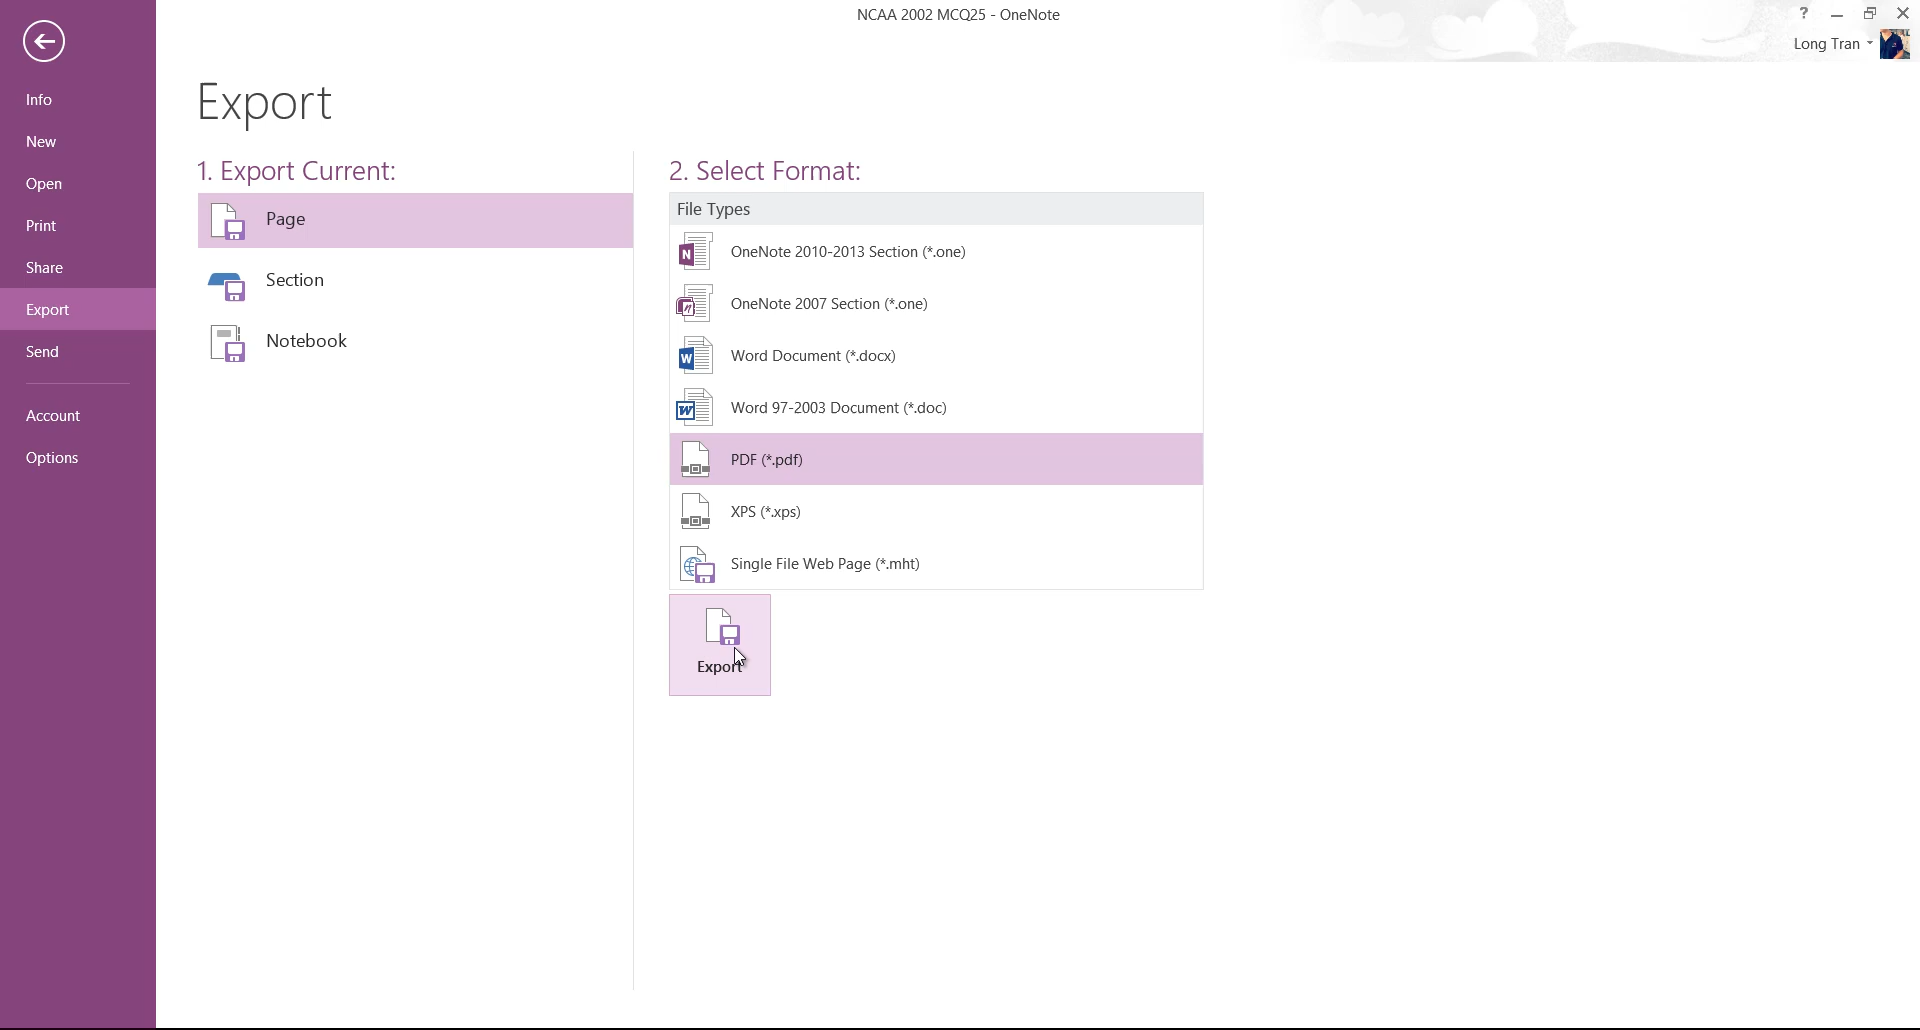 NCAA 2002 MCQ25 - OneNote
?
Long Tran
Info
New
Open
Print
Share
Export
Send
Account
Options
Export
1. Export Current:
Page
Section
Notebook
2. Select Format:
File Types
OneNote 2010-2013 Section (*.one)
OneNote 2007 Section (*.one)
Word Document (*.docx)
Word 97-2003 Document (*.doc)
PDF (*.pdf)
XPS (*.xps)
Single File Web Page (*.mht)
Export